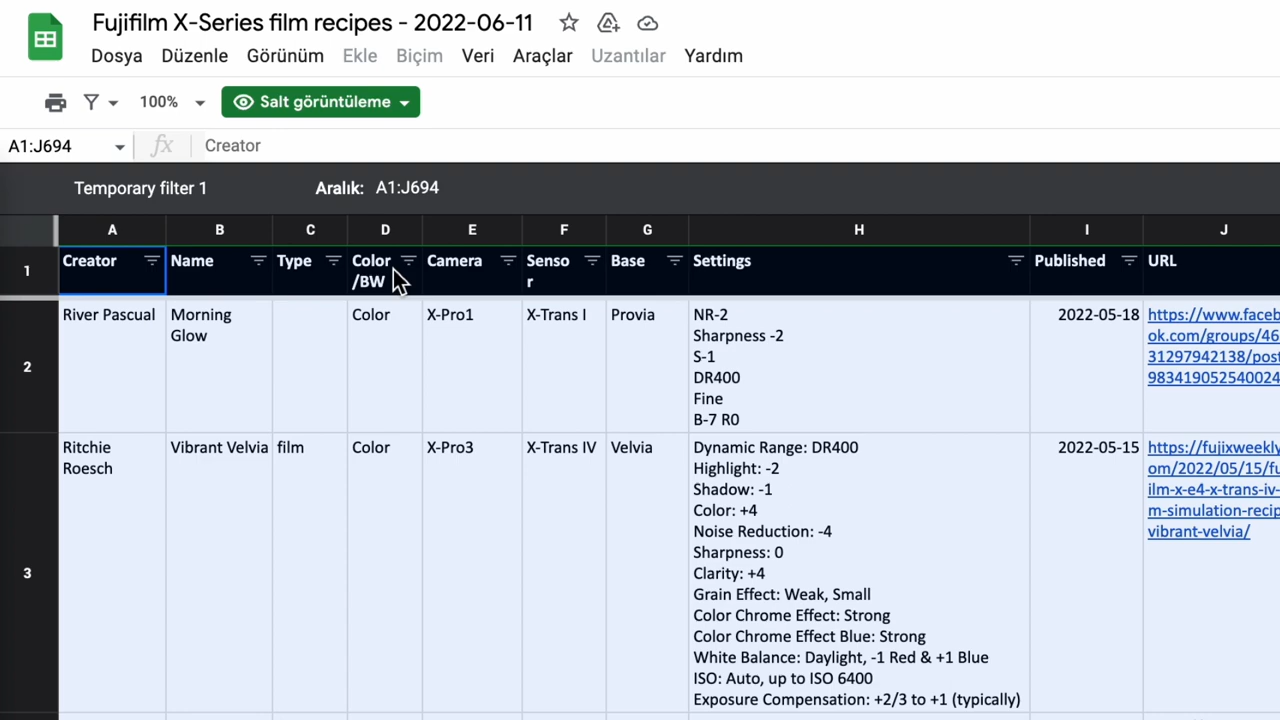 Fujifilm X-Series film recipes - 2022-06-11
Dosya Düzenle Görünüm Ekle Biçim Veri Araçlar Uzantılar Yardım
100% Salt görüntüleme
A1:J694 fx Creator
Temporary filter 1 Aralık: A1:J694
A B C D E F G H I J
1
Creator
Name
Type
Color
/BW
Camera
Senso
r
Base
Settings
Published
URL
2
River Pascual
Morning
Glow
Color
X-Pro1
X-Trans I
Provia
NR-2
Sharpness -2
S-1
DR400
Fine
B-7 R0
2022-05-18
https://www.faceb
ok.com/groups/46
31297942138/post
983419052540024
3
Ritchie
Roesch
Vibrant Velvia
film
Color
X-Pro3
X-Trans IV
Velvia
Dynamic Range: DR400
Highlight: -2
Shadow: -1
Color: +4
Noise Reduction: -4
Sharpness: 0
Clarity: +4
Grain Effect: Weak, Small
Color Chrome Effect: Strong
Color Chrome Effect Blue: Strong
White Balance: Daylight, -1 Red & +1 Blue
ISO: Auto, up to ISO 6400
Exposure Compensation: +2/3 to +1 (typically)
2022-05-15
https://fujixweekly
om/2022/05/15/fu
ilm-x-e4-x-trans-iv-
m-simulation-recip
vibrant-velvia/